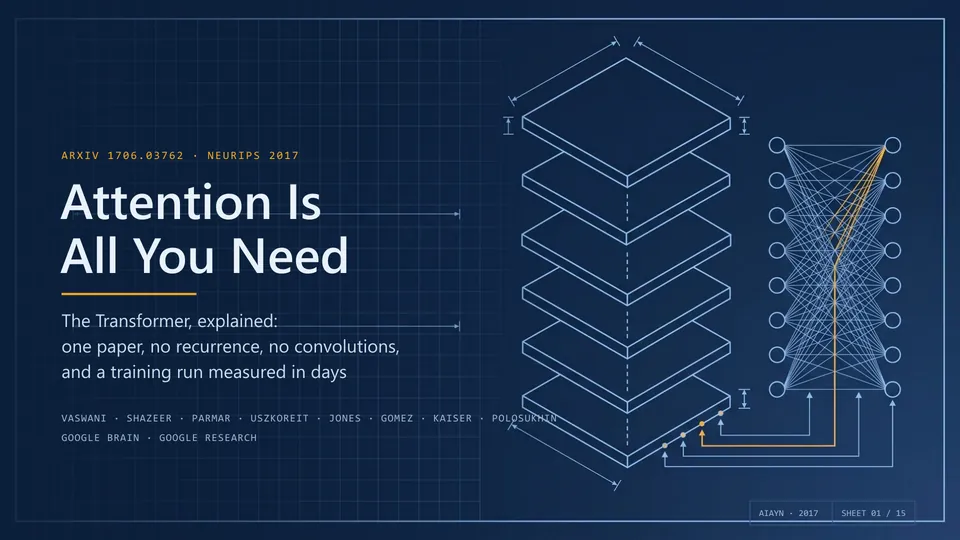 ARXIV 1706.03762 · NEURIPS 2017
Attention Is
All You Need
The Transformer, explained:
one paper, no recurrence, no convolutions,
and a training run measured in days
VASWANI · SHAZEER · PARMAR · USZKOREIT · JONES · GOMEZ · KAISER · POLOSUKHIN
GOOGLE BRAIN · GOOGLE RESEARCH
AIAYN · 2017
SHEET 01 / 15